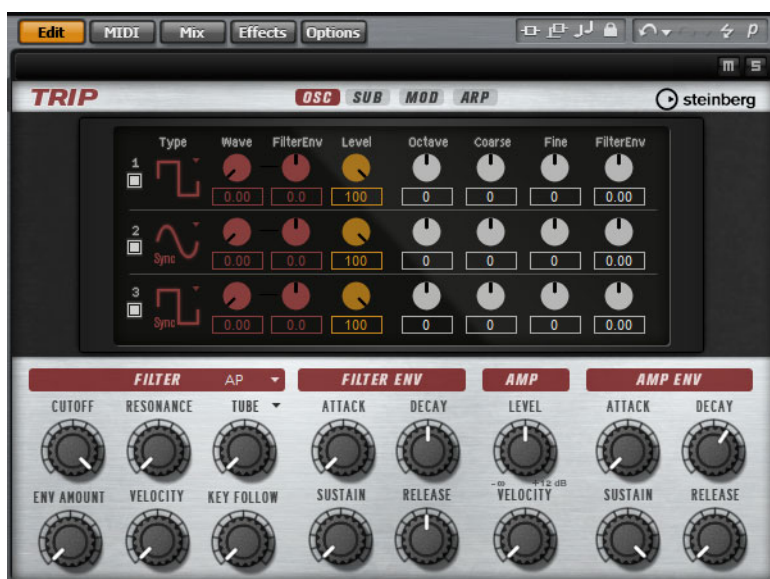 Edit MIDI Mix Effects Options p
m s
TRIP OSC SUB MOD ARP steinberg
Type Wave FilterEnv Level Octave Coarse Fine FilterEnv
1
0.00 0.0 100 0 0 0 0.00
2
Sync
0.00 0.0 100 0 0 0 0.00
3
Sync
0.00 0.0 100 0 0 0 0.00
FILTER AP FILTER ENV AMP AMP ENV
CUTOFF RESONANCE TUBE ATTACK DECAY LEVEL ATTACK DECAY
-∞ +12 dB
ENV AMOUNT VELOCITY KEY FOLLOW SUSTAIN RELEASE VELOCITY SUSTAIN RELEASE